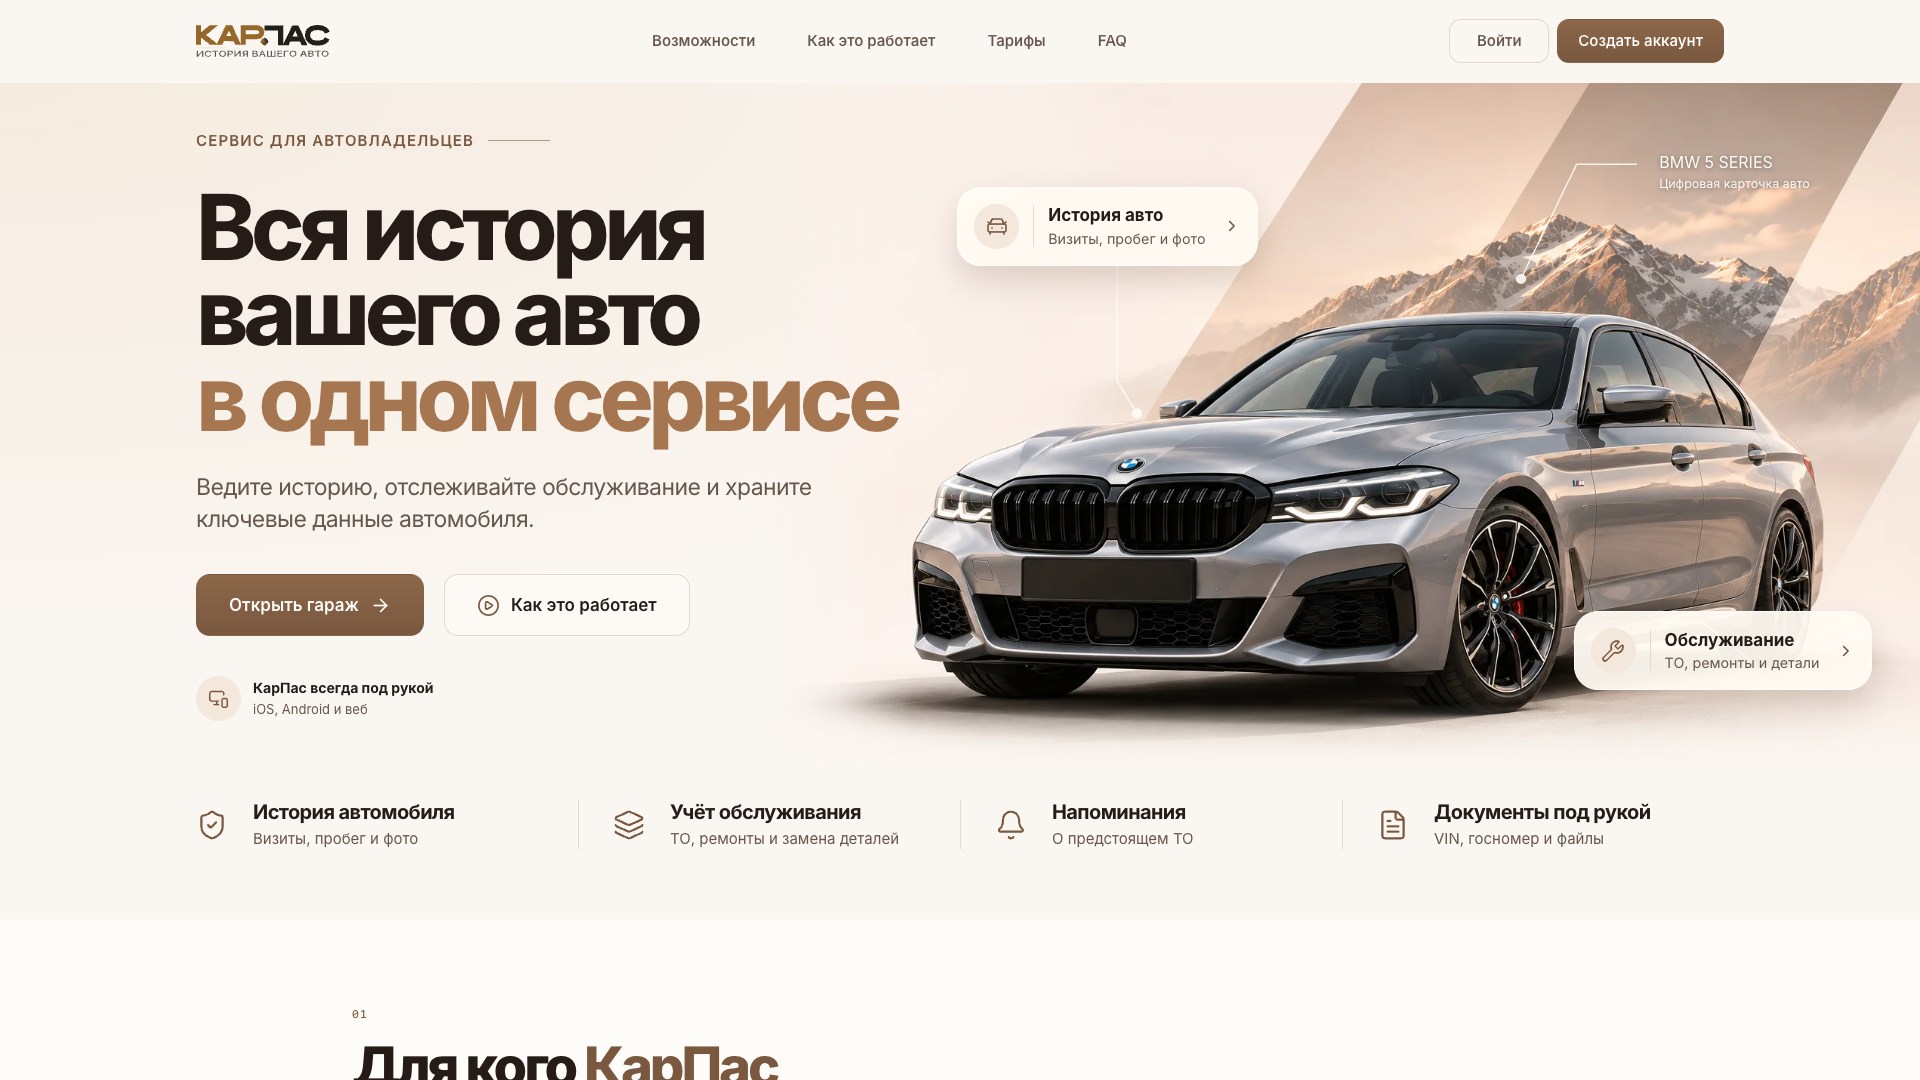 КАРПАС
ИСТОРИЯ ВАШЕГО АВТО
Возможности
Как это работает
Тарифы
FAQ
Войти
Создать аккаунт
СЕРВИС ДЛЯ АВТОВЛАДЕЛЬЦЕВ
Вся история
вашего авто
в одном сервисе
Ведите историю, отслеживайте обслуживание и храните
ключевые данные автомобиля.
Открыть гараж
Как это работает
КарПас всегда под рукой
iOS, Android и веб
История авто
Визиты, пробег и фото
BMW 5 SERIES
Цифровая карточка авто
Обслуживание
ТО, ремонты и детали
История автомобиля
Визиты, пробег и фото
Учёт обслуживания
ТО, ремонты и замена деталей
Напоминания
О предстоящем ТО
Документы под рукой
VIN, госномер и файлы
01
Для кого КарПас